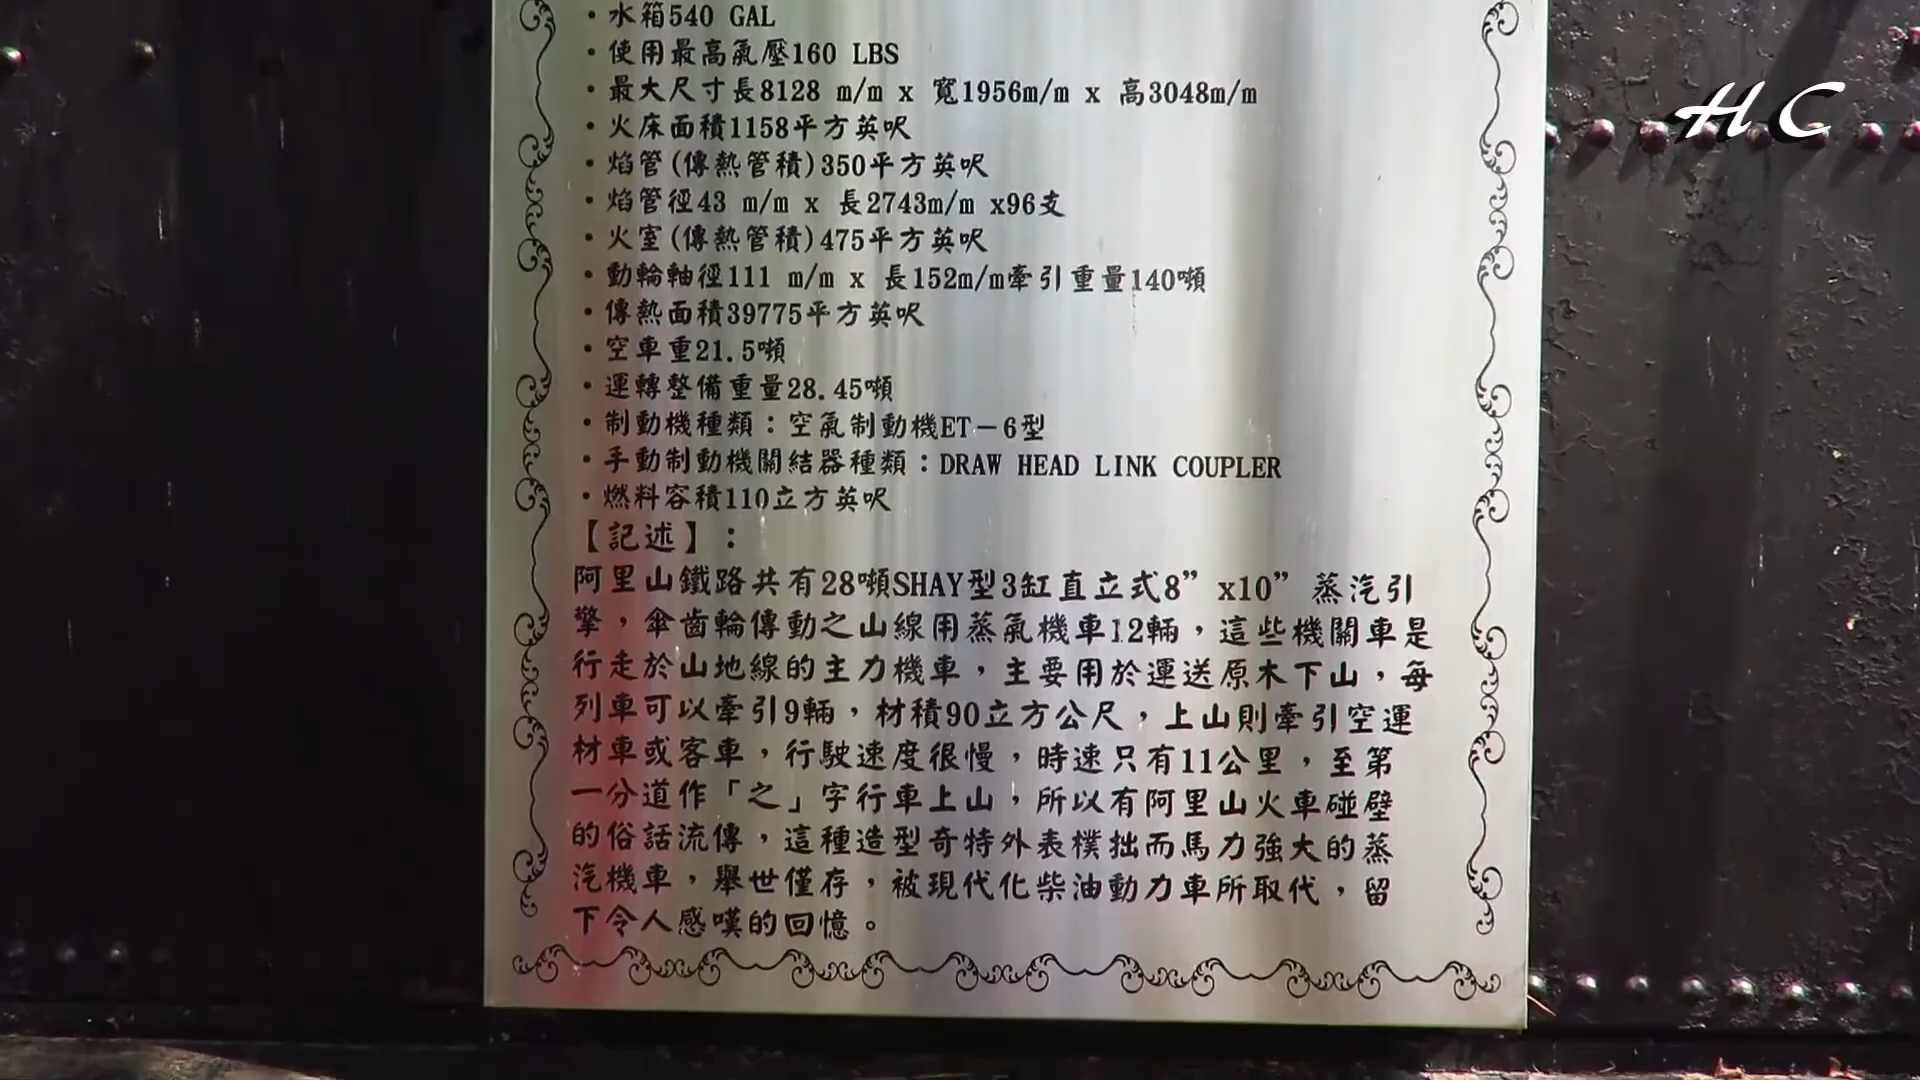 ・水箱540 GAL
・使用最高氣壓160 LBS
・最大尺寸長8128 m/m x 寬1956m/m x 高3048m/m
・火床面積1158平方英呎
・焰管(傳熱管積)350平方英呎
・焰管徑43 m/m x 長2743m/m x96支
・火室(傳熱管積)475平方英呎
・動輪軸徑111 m/m x 長152m/m牽引重量140噸
・傳熱面積39775平方英呎
・空車重21.5噸
・運轉整備重量28.45噸
・制動機種類：空氣制動機ET－6型
・手動制動機關結器種類：DRAW HEAD LINK COUPLER
・燃料容積110立方英呎
【記述】：
阿里山鐵路共有28噸SHAY型3缸直立式8”x10”蒸汽引
擎，傘齒輪傳動之山線用蒸氣機車12輛，這些機關車是
行走於山地線的主力機車，主要用於運送原木下山，每
列車可以牽引9輛，材積90立方公尺，上山則牽引空運
材車或客車，行駛速度很慢，時速只有11公里，至第
一分道作「之」字行車上山，所以有阿里山火車碰壁
的俗話流傳，這種造型奇特外表樸拙而馬力強大的蒸
汽機車，舉世僅存，被現代化柴油動力車所取代，留
下令人感嘆的回憶。
HC